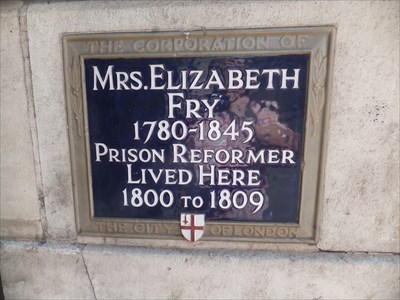 THE CORPORATION OF
MRS. ELIZABETH
FRY
1780-1845
PRISON REFORMER
LIVED HERE
1800 TO 1809
THE CITY OF LONDON